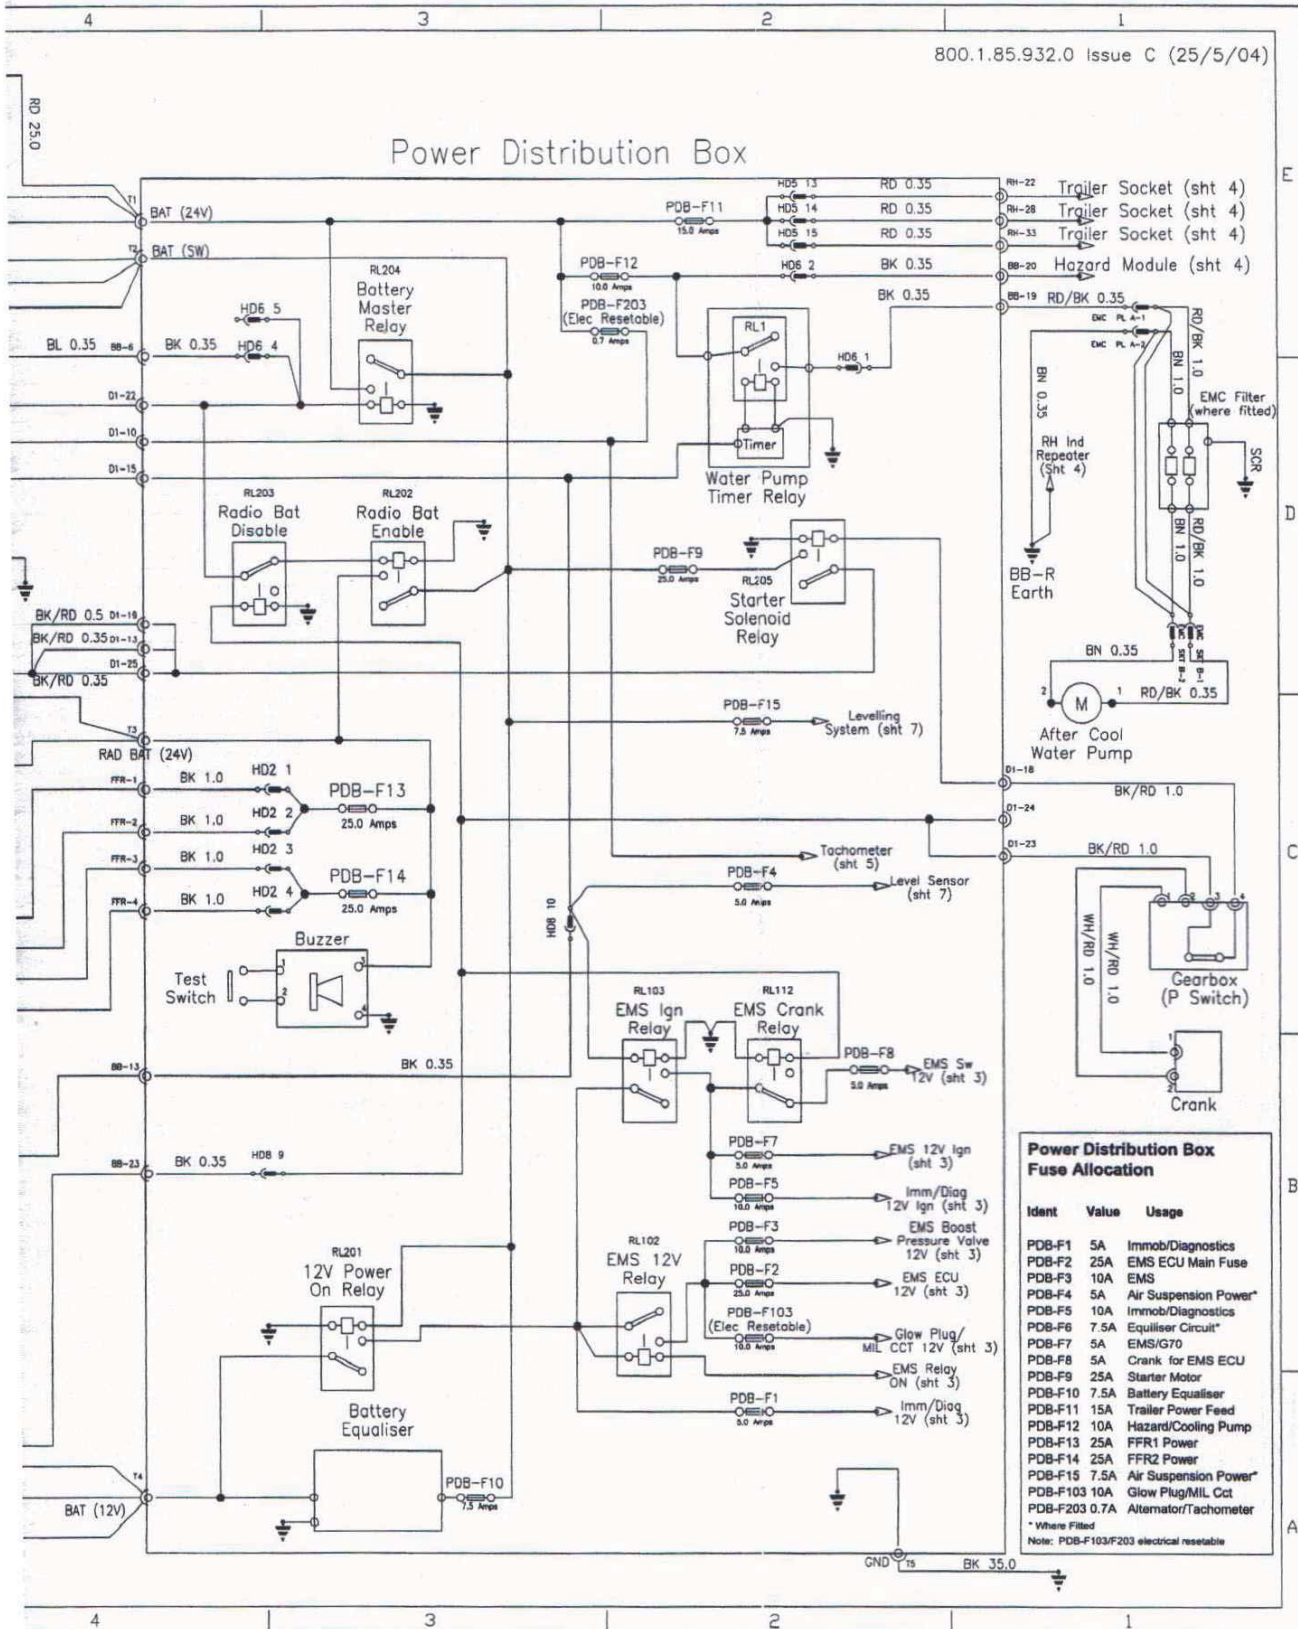 4 3 2 1
800.1.85.932.0 Issue C (25/5/04)
RD 25.0
Power Distribution Box
E
T1
BAT (24V)
T2
BAT (SW)
PDB-F11
15.0 Amps
HD5 13
RD 0.35
RH-22
Trailer Socket (sht 4)
HD5 14
RD 0.35
RH-28
Trailer Socket (sht 4)
HD5 15
RD 0.35
RH-33
Trailer Socket (sht 4)
PDB-F12
10.0 Amps
HD6 2
BK 0.35
BB-20
Hazard Module (sht 4)
PDB-F203
(Elec Resetable)
0.7 Amps
RL204
Battery
Master
Relay
HD6 5
BL 0.35
BB-6
BK 0.35
HD6 4
D1-22
D1-10
D1-15
RL1
Timer
Water Pump
Timer Relay
HD6 1
BK 0.35
BB-19
RD/BK 0.35
EMC PL A-1
EMC PL A-2
RD/BK 1.0
BN 1.0
BN 0.35
EMC Filter
(where fitted)
SCR
RH Ind
Repeater
(Sht 4)
BN 1.0
RD/BK 1.0
BB-R
Earth
D
RL203
Radio Bat
Disable
RL202
Radio Bat
Enable
PDB-F9
25.0 Amps
RL205
Starter
Solenoid
Relay
BK/RD 0.5
D1-16
BK/RD 0.35
D1-13
D1-25
BK/RD 0.35
EMC SKT B-2
EMC SKT B-1
BN 0.35
2
M
1
RD/BK 0.35
After Cool
Water Pump
T3
RAD BAT (24V)
PDB-F15
7.5 Amps
Levelling
System (sht 7)
FFR-1
BK 1.0
HD2 1
FFR-2
BK 1.0
HD2 2
PDB-F13
25.0 Amps
FFR-3
BK 1.0
HD2 3
FFR-4
BK 1.0
HD2 4
PDB-F14
25.0 Amps
D1-18
BK/RD 1.0
D1-24
D1-23
BK/RD 1.0
C
Tachometer
(sht 5)
PDB-F4
5.0 Amps
Level Sensor
(sht 7)
HD8 10
WH/RD 1.0
WH/RD 1.0
1 2 3 4
Gearbox
(P Switch)
1
2
Crank
Buzzer
Test
Switch
1
2
3
4
RL103
EMS Ign
Relay
RL112
EMS Crank
Relay
PDB-F8
5.0 Amps
EMS Sw
12V (sht 3)
BB-13
BK 0.35
BB-23
BK 0.35
HD8 9
PDB-F7
5.0 Amps
EMS 12V Ign
(sht 3)
PDB-F5
10.0 Amps
Imm/Diag
12V Ign (sht 3)
PDB-F3
10.0 Amps
EMS Boost
Pressure Valve
12V (sht 3)
B
RL201
12V Power
On Relay
RL102
EMS 12V
Relay
PDB-F2
25.0 Amps
EMS ECU
12V (sht 3)
PDB-F103
(Elec Resetable)
10.0 Amps
Glow Plug/
MIL CCT 12V (sht 3)
EMS Relay
ON (sht 3)
PDB-F1
5.0 Amps
Imm/Diag
12V (sht 3)
Battery
Equaliser
T4
BAT (12V)
PDB-F10
7.5 Amps
GND
T5
BK 35.0
A
Power Distribution Box
Fuse Allocation
Ident Value Usage
PDB-F1 5A Immob/Diagnostics
PDB-F2 25A EMS ECU Main Fuse
PDB-F3 10A EMS
PDB-F4 5A Air Suspension Power*
PDB-F5 10A Immob/Diagnostics
PDB-F6 7.5A Equiliser Circuit*
PDB-F7 5A EMS/G70
PDB-F8 5A Crank for EMS ECU
PDB-F9 25A Starter Motor
PDB-F10 7.5A Battery Equaliser
PDB-F11 15A Trailer Power Feed
PDB-F12 10A Hazard/Cooling Pump
PDB-F13 25A FFR1 Power
PDB-F14 25A FFR2 Power
PDB-F15 7.5A Air Suspension Power*
PDB-F103 10A Glow Plug/MIL Cct
PDB-F203 0.7A Alternator/Tachometer
* Where Fitted
Note: PDB-F103/F203 electrical resetable
4 3 2 1